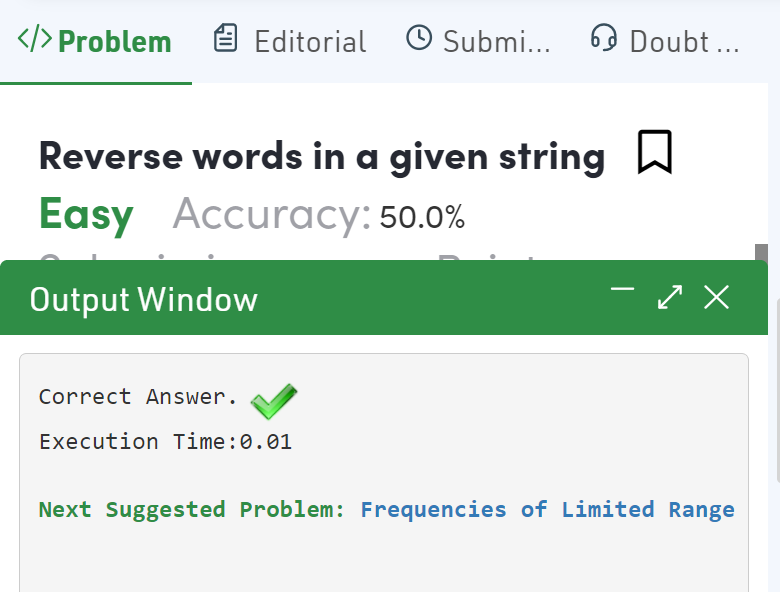 </> Problem Editorial Submi... Doubt ...
Reverse words in a given string
Easy Accuracy: 50.0%
Output Window
Correct Answer.
Execution Time:0.01
Next Suggested Problem: Frequencies of Limited Range